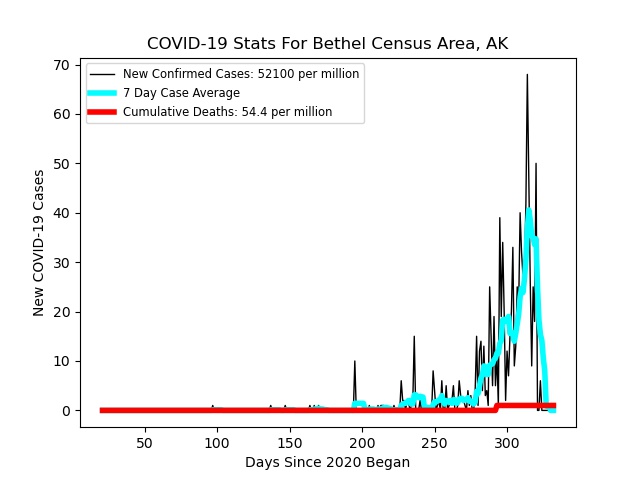 COVID-19 Stats For Bethel Census Area, AK
New Confirmed Cases: 52100 per million
7 Day Case Average
Cumulative Deaths: 54.4 per million
New COVID-19 Cases
70
60
50
40
30
20
10
0
50 100 150 200 250 300
Days Since 2020 Began